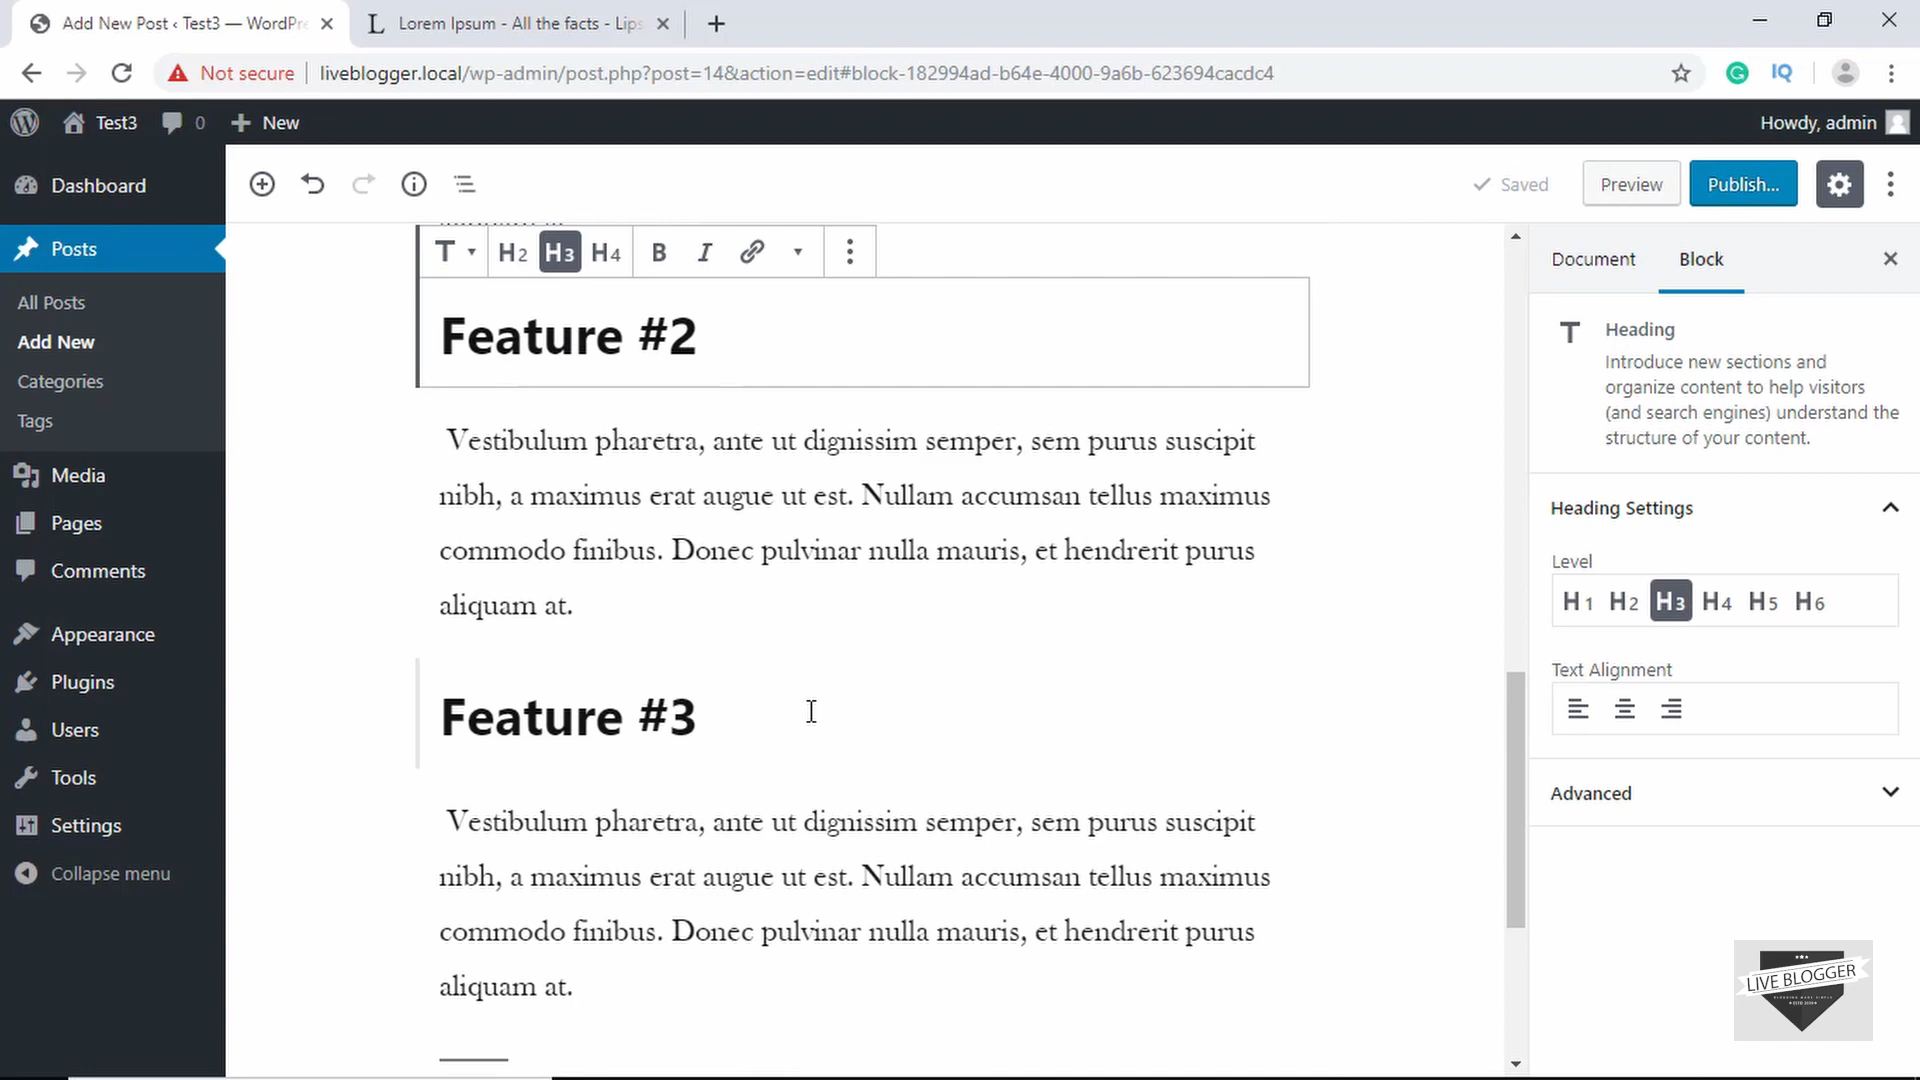 Add New Post ‹ Test3 — WordPre
Lorem Ipsum - All the facts - Lips
Not secure
liveblogger.local/wp-admin/post.php?post=14&action=edit#block-182994ad-b64e-4000-9a6b-623694cacdc4
IQ
Test3
0
New
Howdy, admin
Dashboard
Posts
All Posts
Add New
Categories
Tags
Media
Pages
Comments
Appearance
Plugins
Users
Tools
Settings
Collapse menu
Saved
Preview
Publish...
T H2 H3 H4 B I
Feature #2
Vestibulum pharetra, ante ut dignissim semper, sem purus suscipit
nibh, a maximus erat augue ut est. Nullam accumsan tellus maximus
commodo finibus. Donec pulvinar nulla mauris, et hendrerit purus
aliquam at.
Feature #3
Vestibulum pharetra, ante ut dignissim semper, sem purus suscipit
nibh, a maximus erat augue ut est. Nullam accumsan tellus maximus
commodo finibus. Donec pulvinar nulla mauris, et hendrerit purus
aliquam at.
Document
Block
T
Heading
Introduce new sections and
organize content to help visitors
(and search engines) understand the
structure of your content.
Heading Settings
Level
H1 H2 H3 H4 H5 H6
Text Alignment
Advanced
LIVE BLOGGER